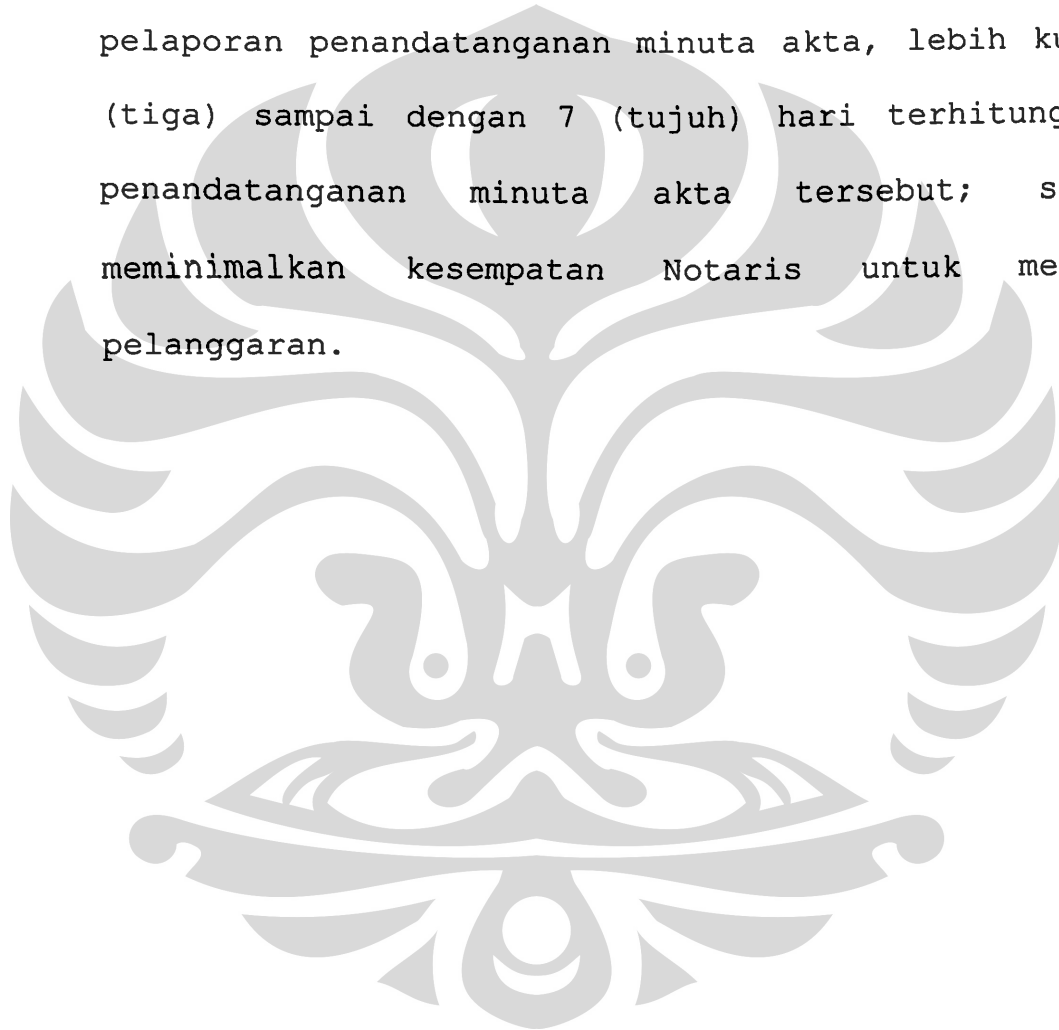 pelaporan penandatanganan minuta akta, lebih
(tiga) sampai dengan 7 (tujuh) hari terhitung
penandatanganan minuta akta tersebut;
meminimalkan kesempatan Notaris untuk
pelanggaran.